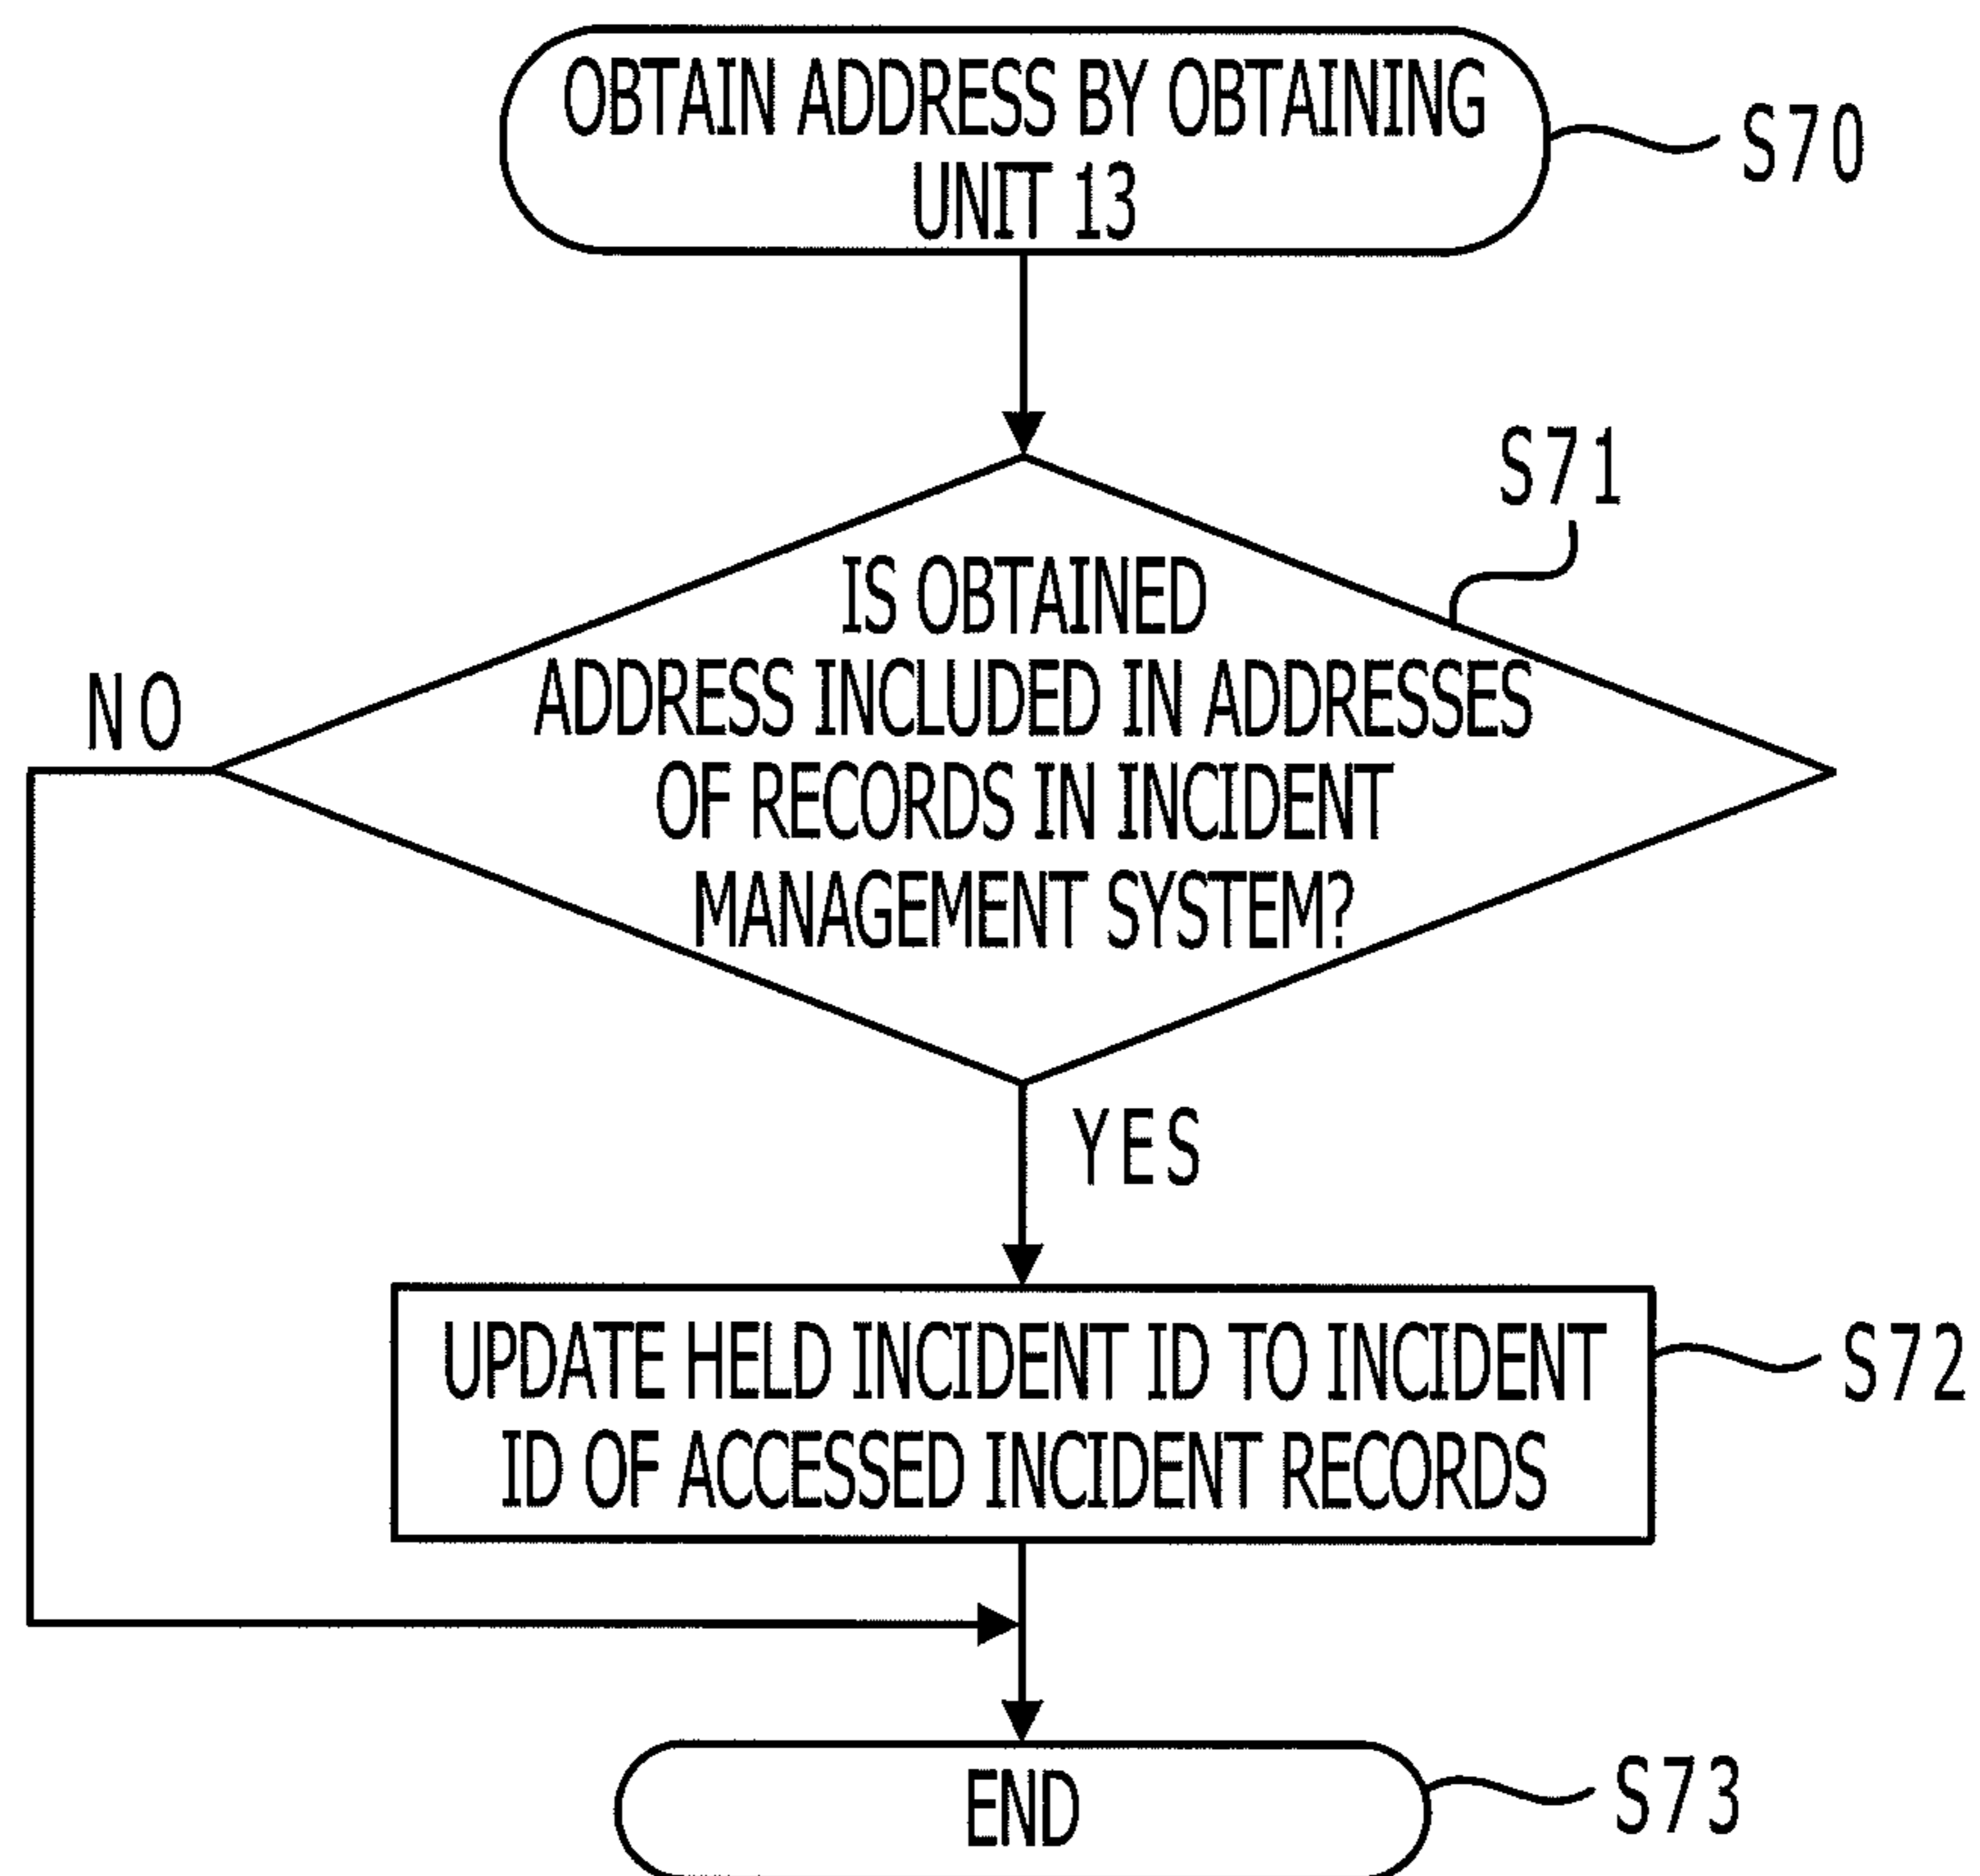 OBTAIN ADDRESS BY OBTAINING
UNIT 13
S70
S71
IS OBTAINED
ADDRESS INCLUDED IN ADDRESSES
OF RECORDS IN INCIDENT
MANAGEMENT SYSTEM?
NO
YES
UPDATE HELD INCIDENT ID TO INCIDENT
ID OF ACCESSED INCIDENT RECORDS
S72
END
S73